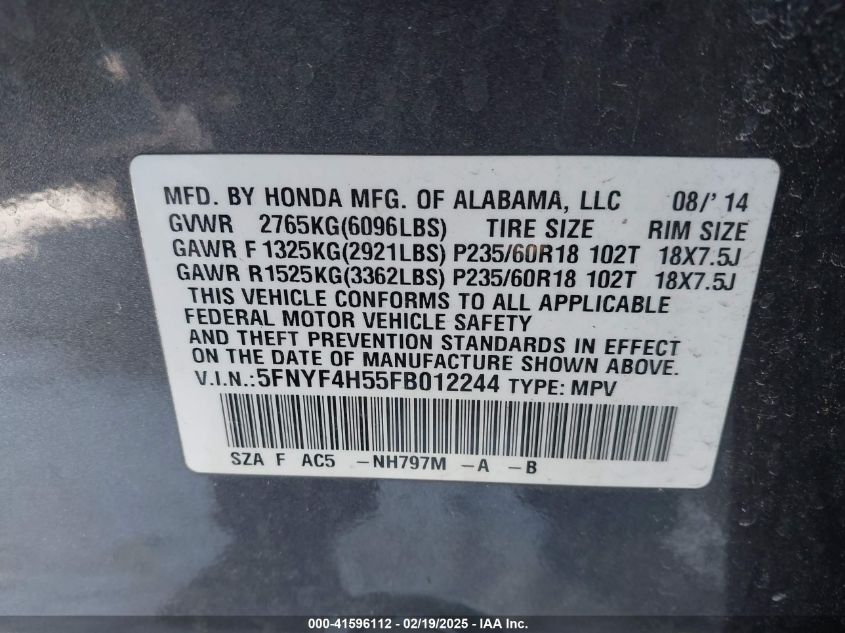 MFD. BY HONDA MFG. OF ALABAMA, LLC 08/' 14
GVWR 2765KG(6096LBS) TIRE SIZE RIM SIZE
GAWR F 1325KG(2921LBS) P235/60R18 102T 18X7.5J
GAWR R1525KG(3362LBS) P235/60R18 102T 18X7.5J
THIS VEHICLE CONFORMS TO ALL APPLICABLE
FEDERAL MOTOR VEHICLE SAFETY
AND THEFT PREVENTION STANDARDS IN EFFECT
ON THE DATE OF MANUFACTURE SHOWN ABOVE.
V.I.N.:5FNYF4H55FB012244 TYPE: MPV
SZA F AC5 -NH797M -A -B
000-41596112 - 02/19/2025 - IAAI Inc.